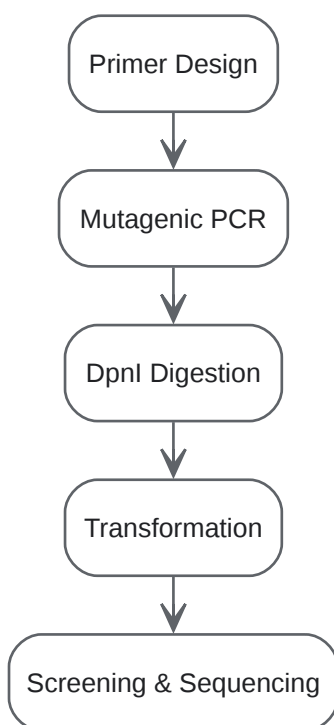 Primer Design
Mutagenic PCR
DpnI Digestion
Transformation
Screening & Sequencing